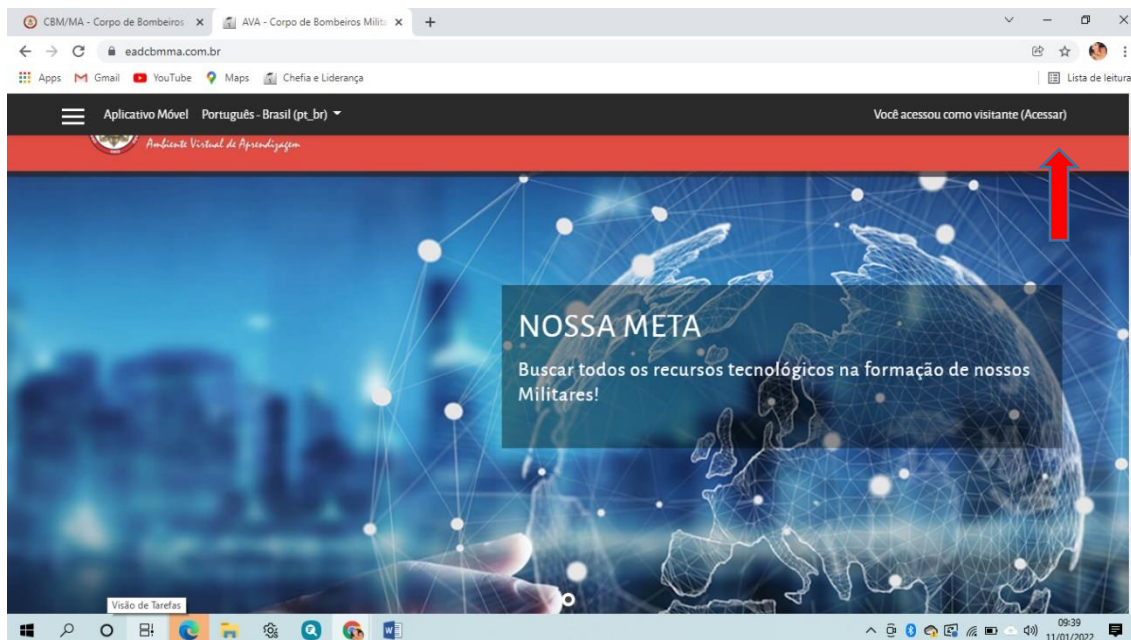 CBM/MA - Corpo de Bombeiros
AVA - Corpo de Bombeiros Milita
eadcbmma.com.br
Apps Gmail YouTube Maps Chefia e Liderança Lista de leitura
Aplicativo Móvel Português - Brasil (pt_br) Você acessou como visitante (Acessar)
Ambiente Virtual de Aprendizagem
NOSSA META
Buscar todos os recursos tecnológicos na formação de nossos
Militares!
Visão de Tarefas
09:39
11/01/2022